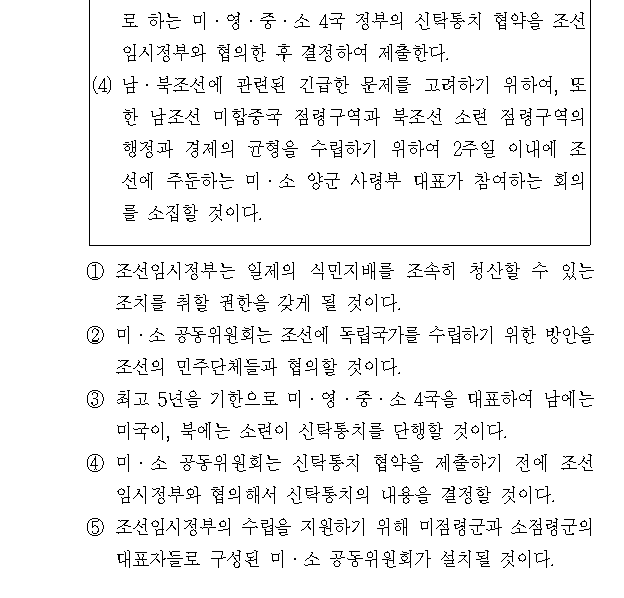 로 하는 미·영·중·소 4국 정부의 신탁통치 협약을 조선
임시정부와 협의한 후 결정하여 제출한다.
(4) 남·북조선에 관련된 긴급한 문제를 고려하기 위하여, 또
한 남조선 미합중국 점령구역과 북조선 소련 점령구역의
행정과 경제의 균형을 수립하기 위하여 2주일 이내에 조
선에 주둔하는 미·소 양군 사령부 대표가 참여하는 회의
를 소집할 것이다.
① 조선임시정부는 일제의 식민지배를 조속히 청산할 수 있는
조치를 취할 권한을 갖게 될 것이다.
② 미·소 공동위원회는 조선에 독립국가를 수립하기 위한 방안을
조선의 민주단체들과 협의할 것이다.
③ 최고 5년을 기한으로 미·영·중·소 4국을 대표하여 남에는
미국이, 북에는 소련이 신탁통치를 단행할 것이다.
④ 미·소 공동위원회는 신탁통치 협약을 제출하기 전에 조선
임시정부와 협의해서 신탁통치의 내용을 결정할 것이다.
⑤ 조선임시정부의 수립을 지원하기 위해 미점령군과 소점령군의
대표자들로 구성된 미·소 공동위원회가 설치될 것이다.